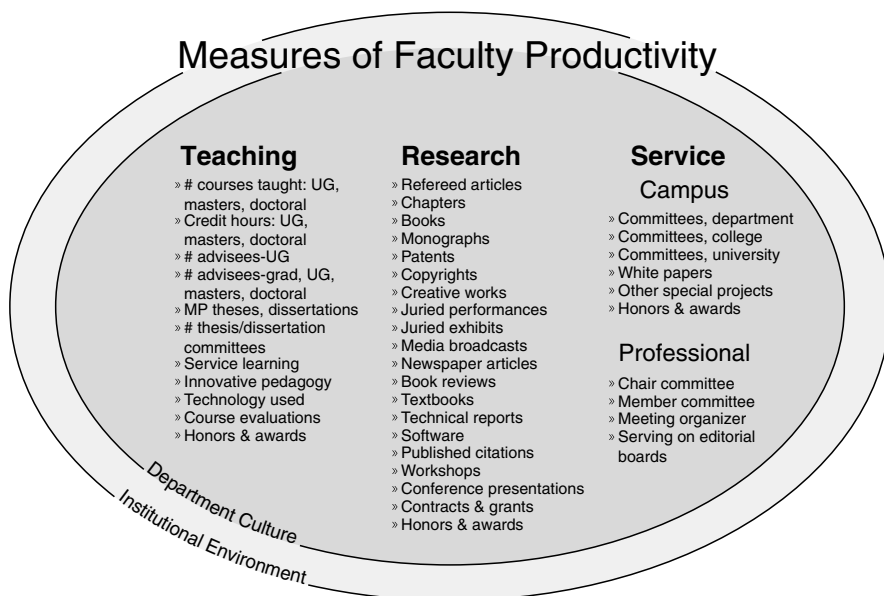 Measures of Faculty Productivity
Teaching
» # courses taught: UG,
masters, doctoral
» Credit hours: UG,
masters, doctoral
» # advisees-UG
» # advisees-grad, UG,
masters, doctoral
» MP theses, dissertations
» # thesis/dissertation
committees
» Service learning
» Innovative pedagogy
» Technology used
» Course evaluations
» Honors & awards
Research
» Refereed articles
» Chapters
» Books
» Monographs
» Patents
» Copyrights
» Creative works
» Juried performances
» Juried exhibits
» Media broadcasts
» Newspaper articles
» Book reviews
» Textbooks
» Technical reports
» Software
» Published citations
» Workshops
» Conference presentations
» Contracts & grants
» Honors & awards
Service
Campus
» Committees, department
» Committees, college
» Committees, university
» White papers
» Other special projects
» Honors & awards
Professional
» Chair committee
» Member committee
» Meeting organizer
» Serving on editorial
boards
Department Culture
Institutional Environment